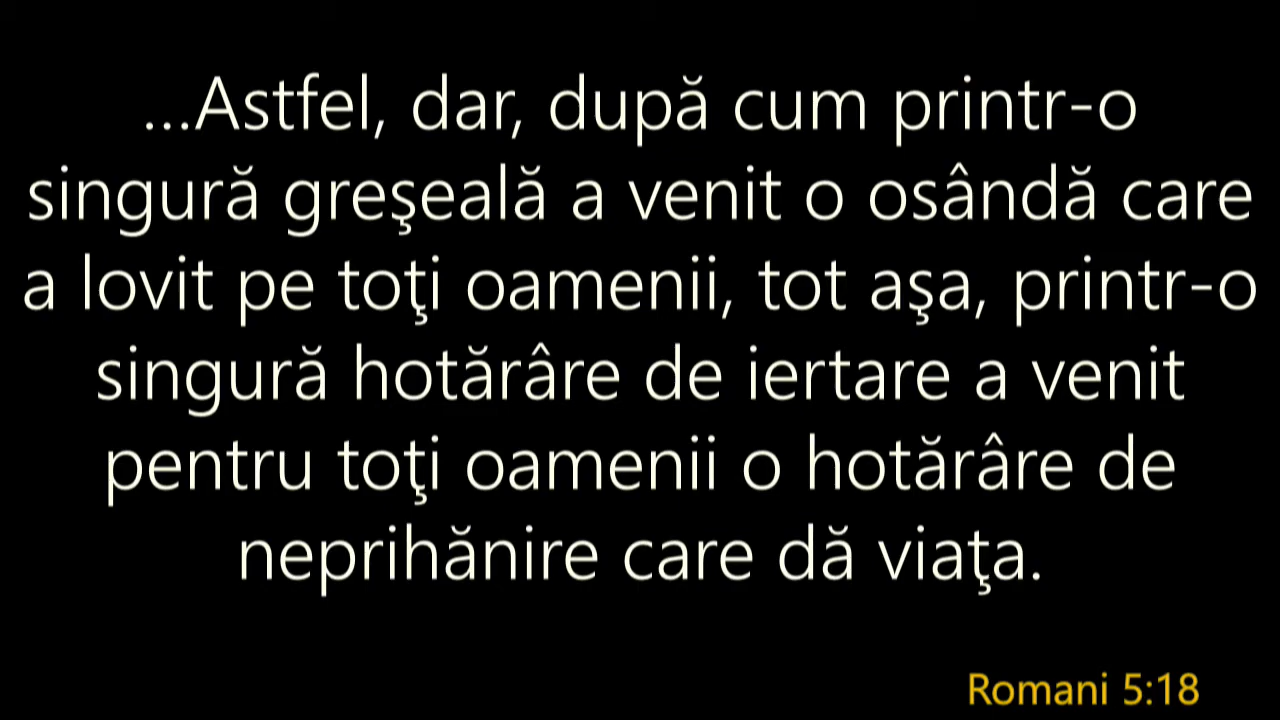 ...Astfel, dar, după cum printr-o
singură greşeală a venit o osândă care
a lovit pe toţi oamenii, tot aşa, printr-o
singură hotărâre de iertare a venit
pentru toţi oamenii o hotărâre de
neprihănire care dă viaţa.
Romani 5:18